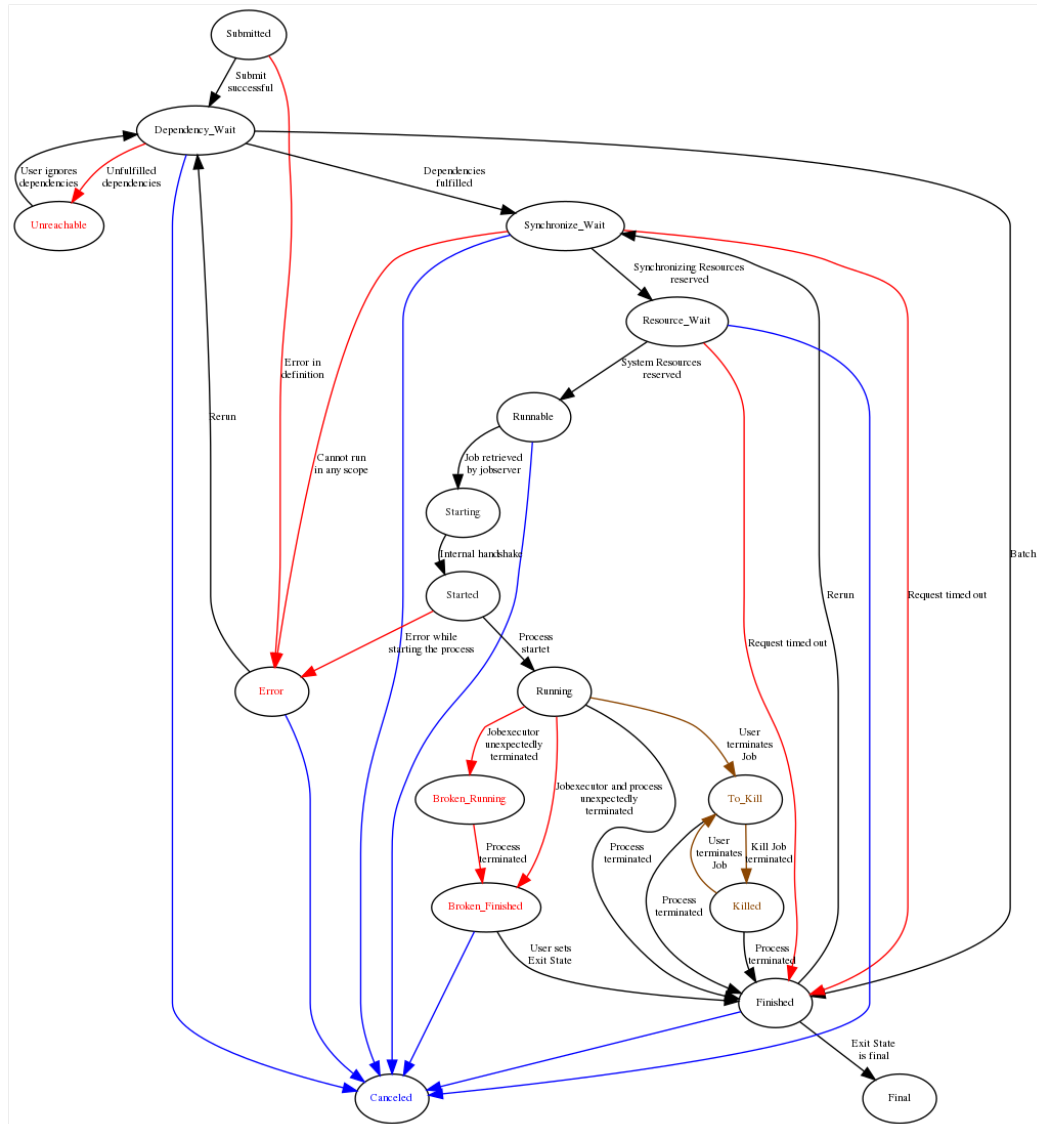 Submitted
Submit
successful
Dependency_Wait
User ignores
dependencies
Unfulfilled
dependencies
Dependencies
fulfilled
Unreachable
Synchronize_Wait
Synchronizing Resources
reserved
Resource_Wait
Error in
definition
System Resources
reserved
Rerun
Runnable
Cannot run
in any scope
Job retrieved
by jobserver
Starting
Internal handshake
Batch
Started
Rerun
Request timed out
Error while
starting the process
Process
startet
Request timed out
Error
Running
Jobexecutor
unexpectedly
terminated
User
terminates
Job
Jobexecutor and process
unexpectedly
terminated
Broken_Running
To_Kill
Process
terminated
Process
terminated
User
terminates
Job
Kill Job
terminated
Broken_Finished
Process
terminated
Killed
User sets
Exit State
Process
terminated
Finished
Exit State
is final
Canceled
Final